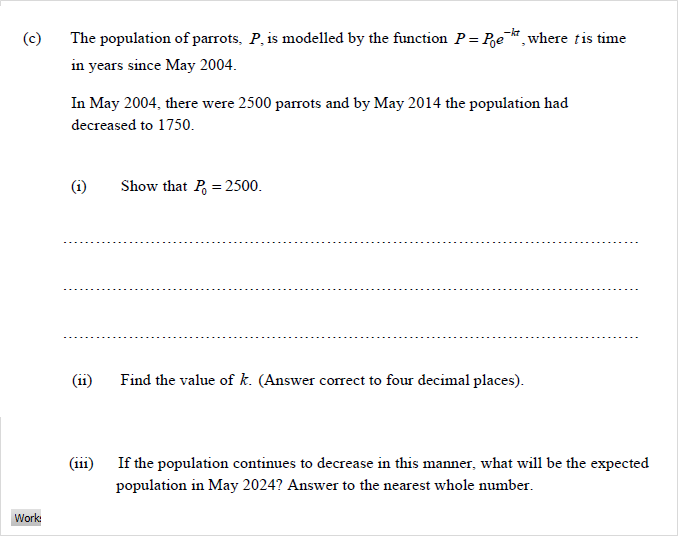 (c) The population of parrots, P, is modelled by the function P = P₀e⁻ᵏᵗ, where t is time
in years since May 2004.
In May 2004, there were 2500 parrots and by May 2014 the population had
decreased to 1750.
(i) Show that P₀ = 2500.
(ii) Find the value of k. (Answer correct to four decimal places).
(iii) If the population continues to decrease in this manner, what will be the expected
population in May 2024? Answer to the nearest whole number.
Works